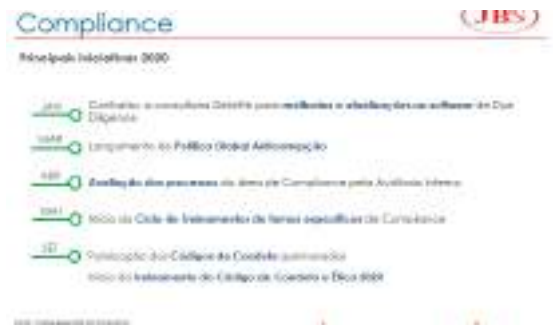 Compliance
JBS
Principais Iniciativas 2020
Contratou a consultoria Deloitte para melhorias e atualizações no software de Due
Diligence
Lançamento da Política Global Anticorrupção
Avaliação dos processos da área de Compliance pela Auditoria Interna
Início do Ciclo de treinamentos de temas específicos de Compliance
SET
Publicação dos Códigos de Conduta
Início do treinamento do Código de Conduta e Ética 2020